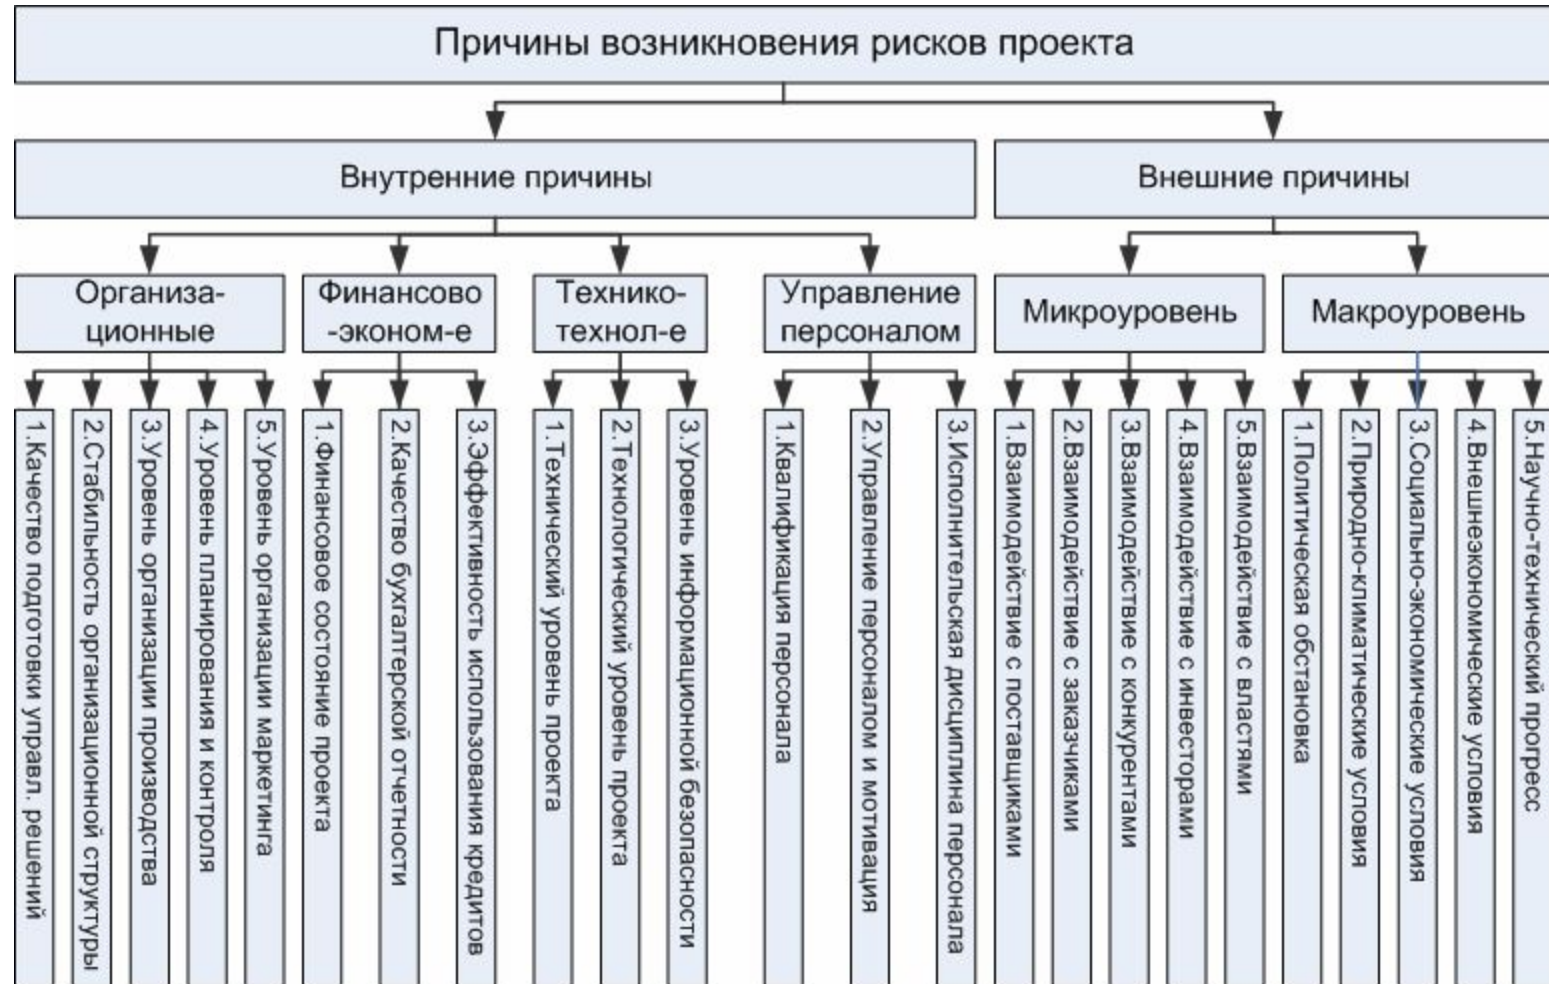 Причины возникновения рисков проекта
Внутренние причины
Внешние причины
Организа-
ционные
Финансово
-эконом-е
Технико-
технол-е
Управление
персоналом
Микроуровень
Макроуровень
1.Качество подготовки управл. решений
2.Стабильность организационной структуры
3.Уровень организации производства
4.Уровень планирования и контроля
5.Уровень организации маркетинга
1.Финансовое состояние проекта
2.Качество бухгалтерской отчетности
3.Эффективность использования кредитов
1.Технический уровень проекта
2.Технологический уровень проекта
3.Уровень информационной безопасности
1.Квалификация персонала
2.Управление персоналом и мотивация
3.Исполнительская дисциплина персонала
1.Взаимодействие с поставщиками
2.Взаимодействие с заказчиками
3.Взаимодействие с конкурентами
4.Взаимодействие с инвесторами
5.Взаимодействие с властями
1.Политическая обстановка
2.Природно-климатические условия
3.Социально-экономические условия
4.Внешнеэкономические условия
5.Научно-технический прогресс